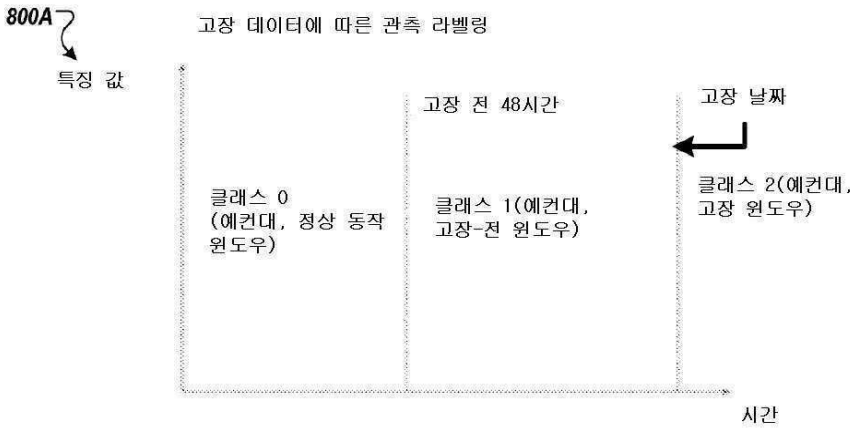 800A
고장 데이터에 따른 관측 라벨링
특징 값
고장 전 48시간
고장 날짜
클래스 0
(예컨대, 정상 동작
윈도우)
클래스 1(예컨대,
고장-전 윈도우)
클래스 2(예컨대,
고장 윈도우)
시간